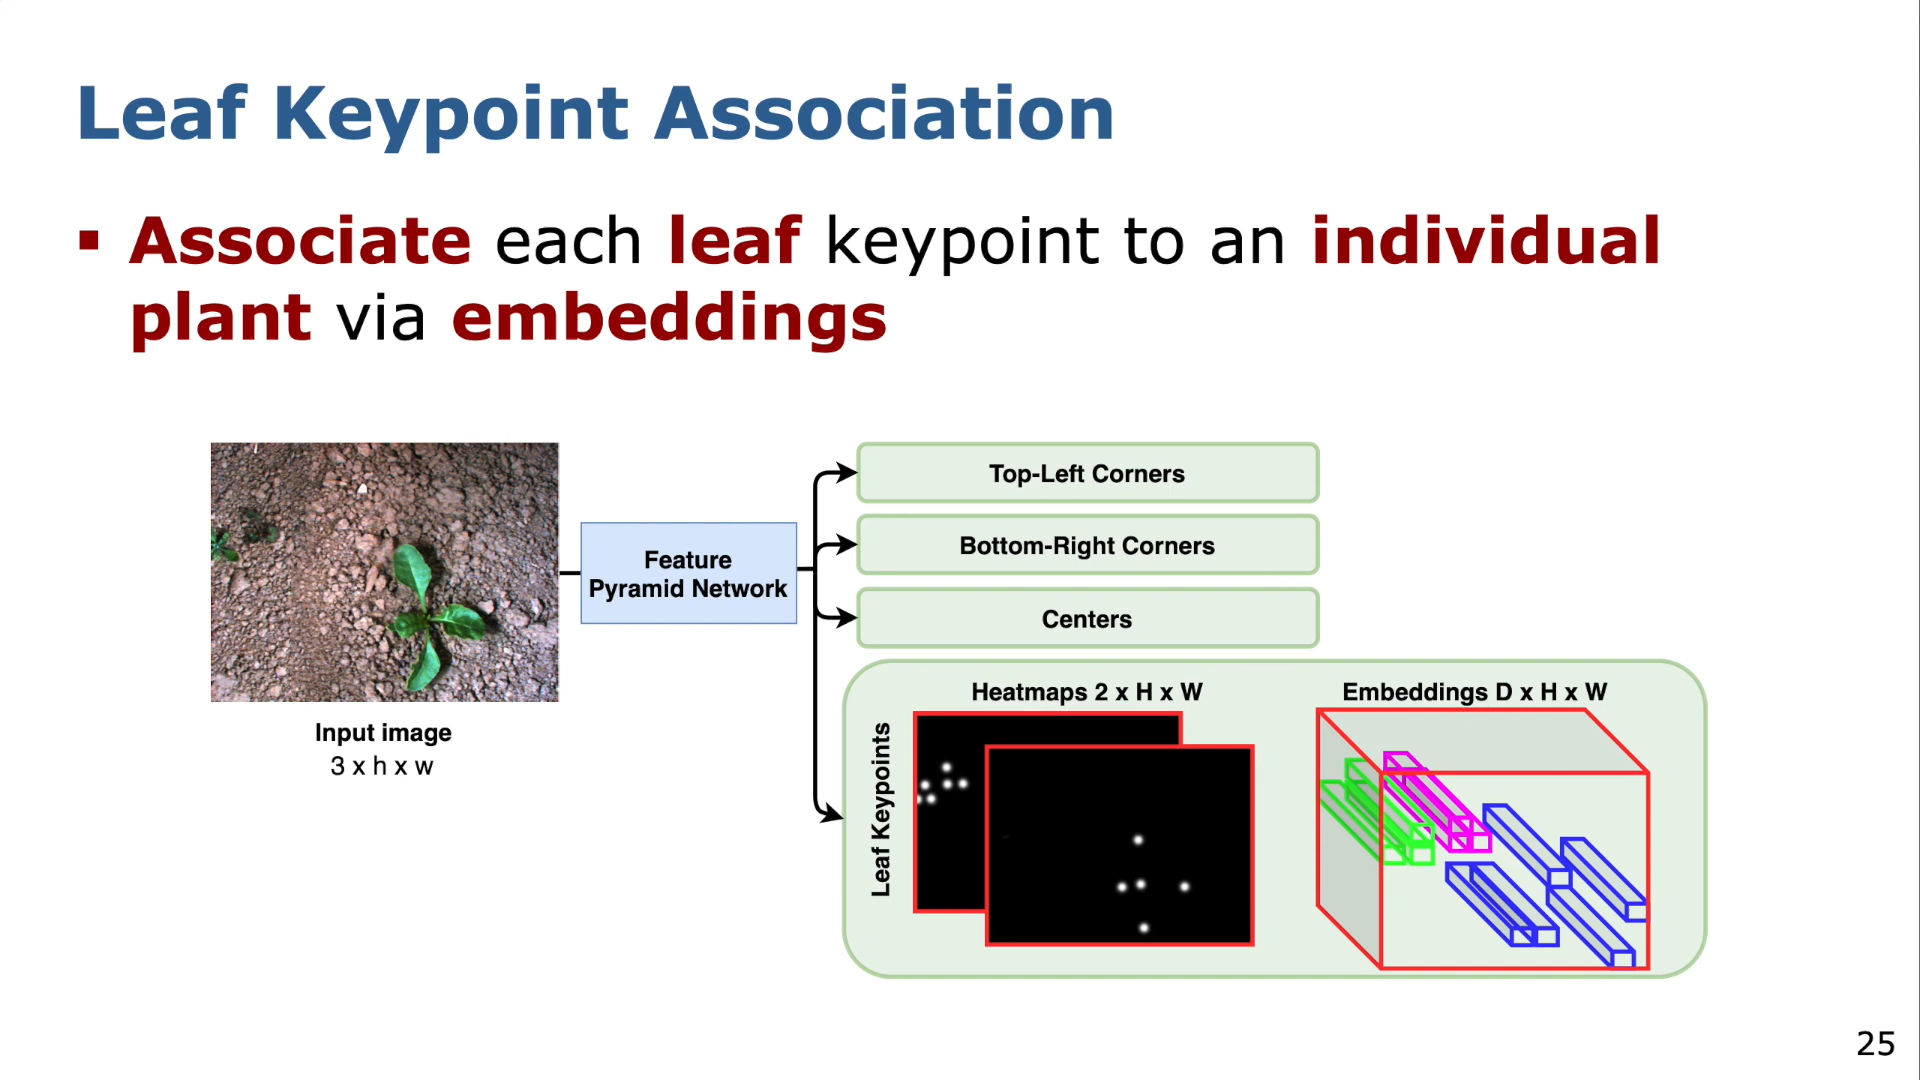 Leaf Keypoint Association
▪ Associate each leaf keypoint to an individual
plant via embeddings
Input image
3 x h x w
Feature
Pyramid Network
Top-Left Corners
Bottom-Right Corners
Centers
Leaf Keypoints
Heatmaps 2 x H x W
Embeddings D x H x W
25